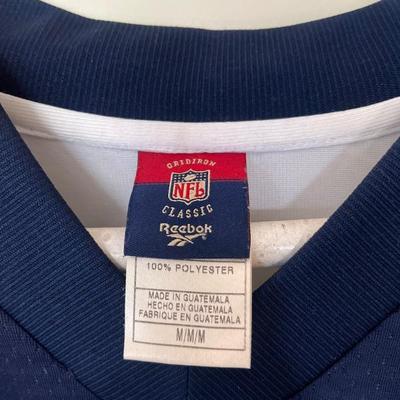 GRIDIRON
NFL
CLASSIC
Reebok
100% POLYESTER
MADE IN GUATEMALA
HECHO EN GUATEMALA
FABRIQUE EN GUATEMALA
M/M/M